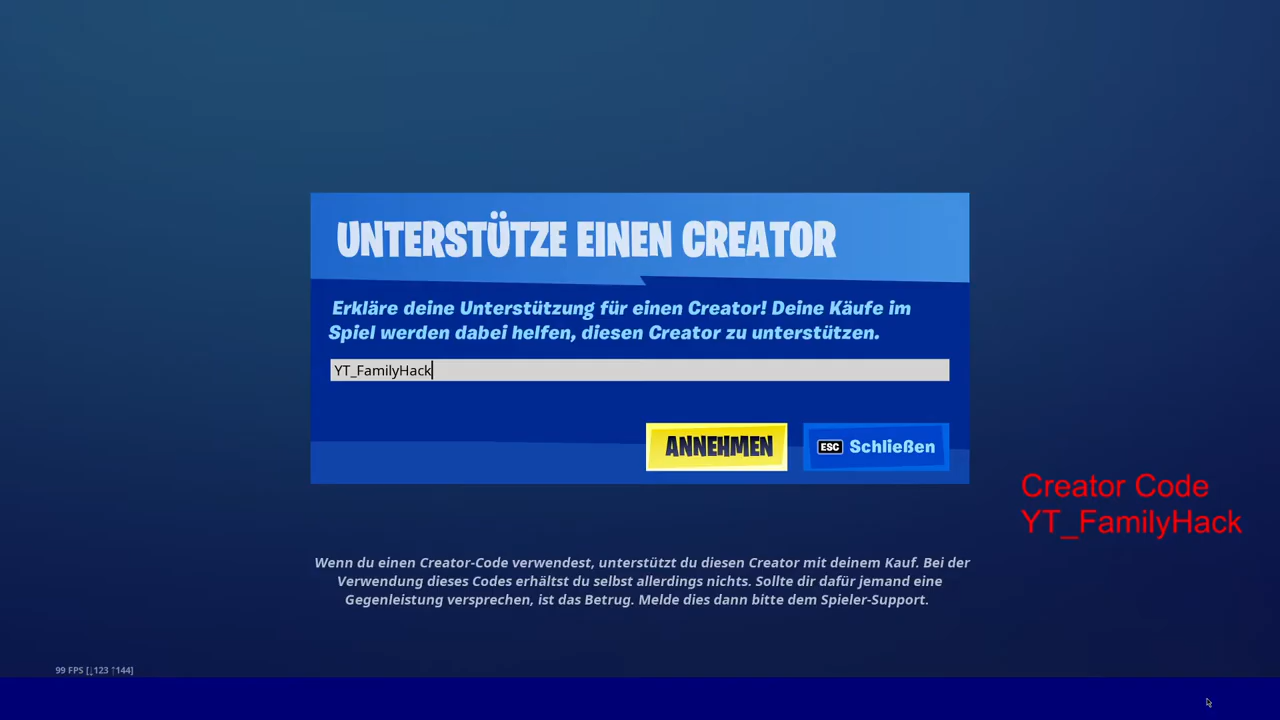 UNTERSTÜTZE EINEN CREATOR
Erkläre deine Unterstützung für einen Creator! Deine Käufe im
Spiel werden dabei helfen, diesen Creator zu unterstützen.
YT_FamilyHack
ANNEHMEN
ESC Schließen
Creator Code
YT_FamilyHack
Wenn du einen Creator-Code verwendest, unterstützt du diesen Creator mit deinem Kauf. Bei der
Verwendung dieses Codes erhältst du selbst allerdings nichts. Sollte dir dafür jemand eine
Gegenleistung versprechen, ist das Betrug. Melde dies dann bitte dem Spieler-Support.
99 FPS [↓123 ↑144]